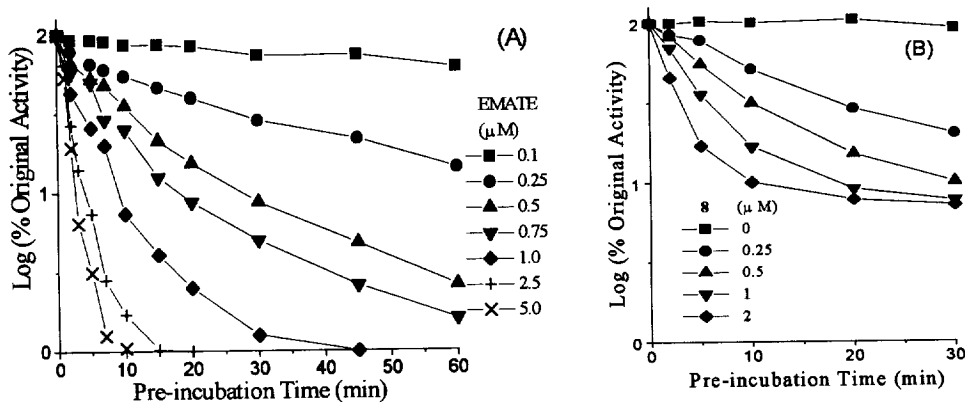 (A)
Log (% Original Activity)
2
1
0
0 10 20 30 40 50 60
Pre-incubation Time (min)
EMATE
(μM)
0.1
0.25
0.5
0.75
1.0
2.5
5.0
(B)
Log (% Original Activity)
2
1
0
0 10 20 30
Pre-incubation Time (min)
8 (μ M)
0
0.25
0.5
1
2